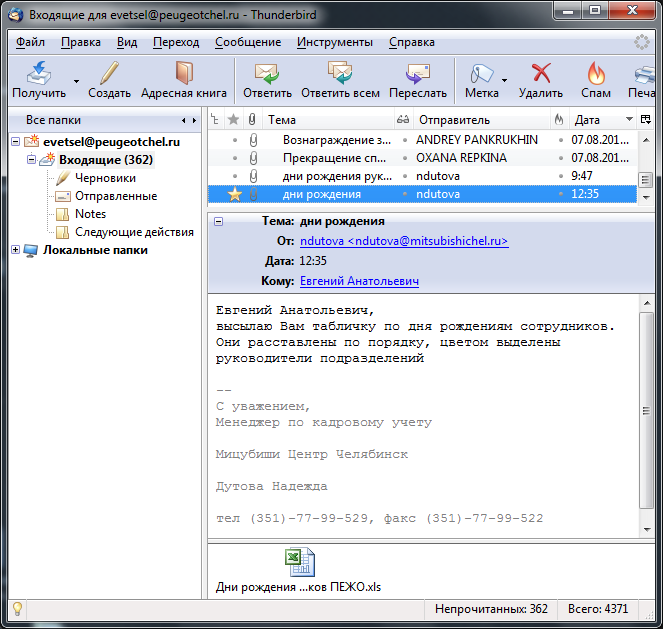 Входящие для evetsel@peugeotchel.ru - Thunderbird
Файл Правка Вид Переход Сообщение Инструменты Справка
Получить Создать Адресная книга Ответить Ответить всем Переслать Метка Удалить Спам Печа
Все папки
evetsel@peugeotchel.ru
Входящие (362)
Черновики
Отправленные
Notes
Следующие действия
Локальные папки
Тема Отправитель Дата
Вознаграждение з... ANDREY PANKRUKHIN 07.08.201...
Прекращение сп... OXANA REPKINA 07.08.201...
дни рождения рук... ndutova 9:47
дни рождения ndutova 12:35
Тема: дни рождения
От: ndutova <ndutova@mitsubishichel.ru>
Дата: 12:35
Кому: Евгений Анатольевич
Евгений Анатольевич,
высылаю Вам табличку по дня рождениям сотрудников.
Они расставлены по порядку, цветом выделены
руководители подразделений
--
С уважением,
Менеджер по кадровому учету
Мицубиши Центр Челябинск
Дутова Надежда
тел (351)-77-99-529, факс (351)-77-99-522
Дни рождения ...ков ПЕЖО.xls
Непрочитанных: 362 Всего: 4371